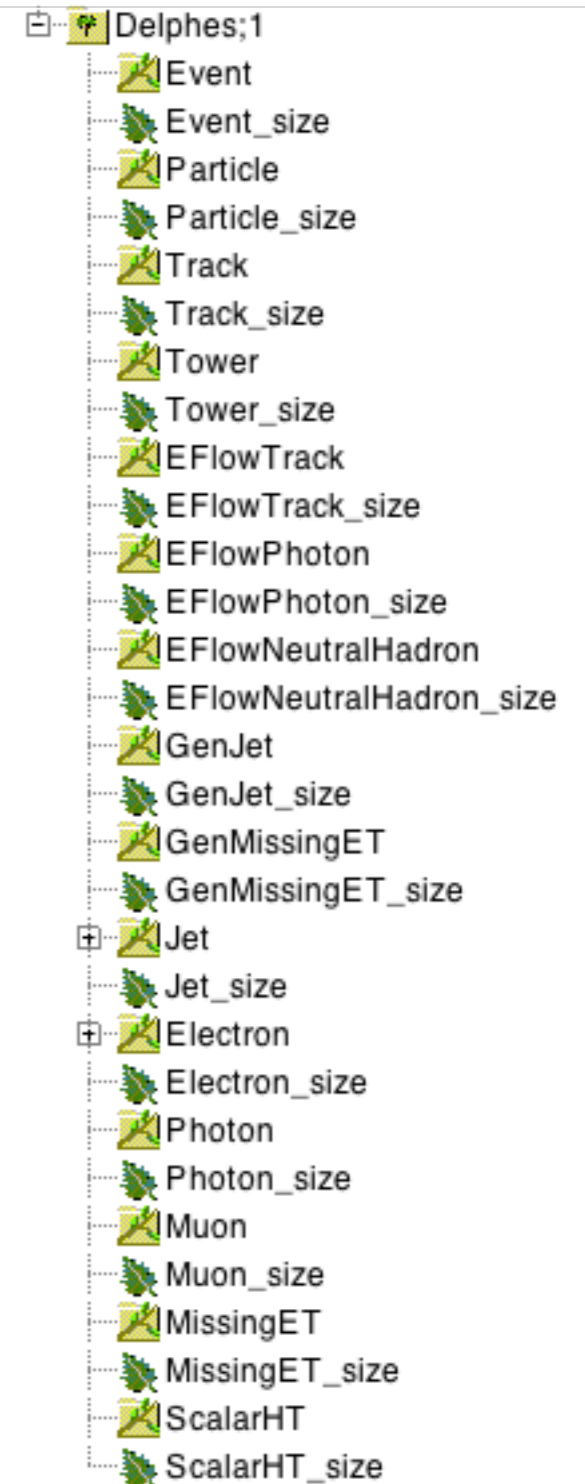 Delphes;1
Event
Event_size
Particle
Particle_size
Track
Track_size
Tower
Tower_size
EFlowTrack
EFlowTrack_size
EFlowPhoton
EFlowPhoton_size
EFlowNeutralHadron
EFlowNeutralHadron_size
GenJet
GenJet_size
GenMissingET
GenMissingET_size
Jet
Jet_size
Electron
Electron_size
Photon
Photon_size
Muon
Muon_size
MissingET
MissingET_size
ScalarHT
ScalarHT_size